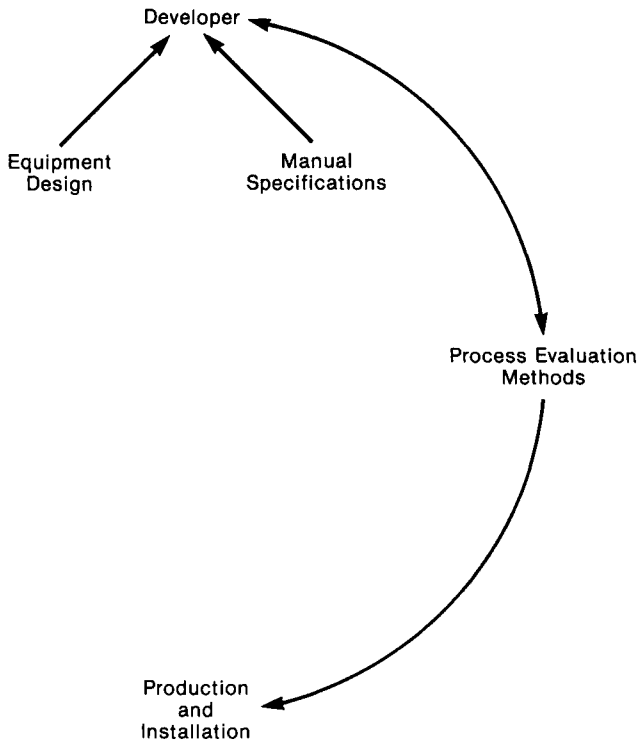 Developer
Equipment
Design
Manual
Specifications
Process Evaluation
Methods
Production
and
Installation